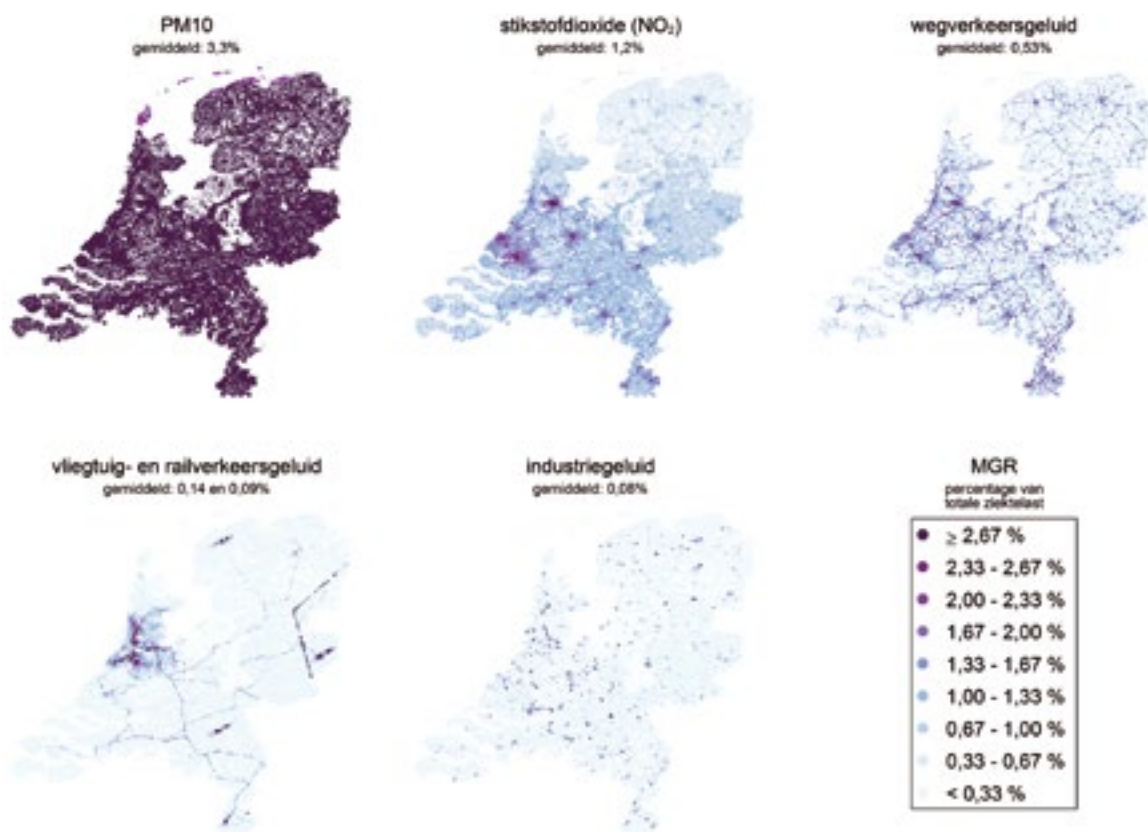 PM10
gemiddeld: 3,3%
stikstofdioxide (NO₂)
gemiddeld: 1,2%
wegverkeersgeluid
gemiddeld: 0,53%
vliegtuig- en railverkeersgeluid
gemiddeld: 0,14 en 0,09%
industriegeluid
gemiddeld: 0,08%
MGR
percentage van
totale ziektelast
≥ 2,67 %
2,33 - 2,67 %
2,00 - 2,33 %
1,67 - 2,00 %
1,33 - 1,67 %
1,00 - 1,33 %
0,67 - 1,00 %
0,33 - 0,67 %
< 0,33 %